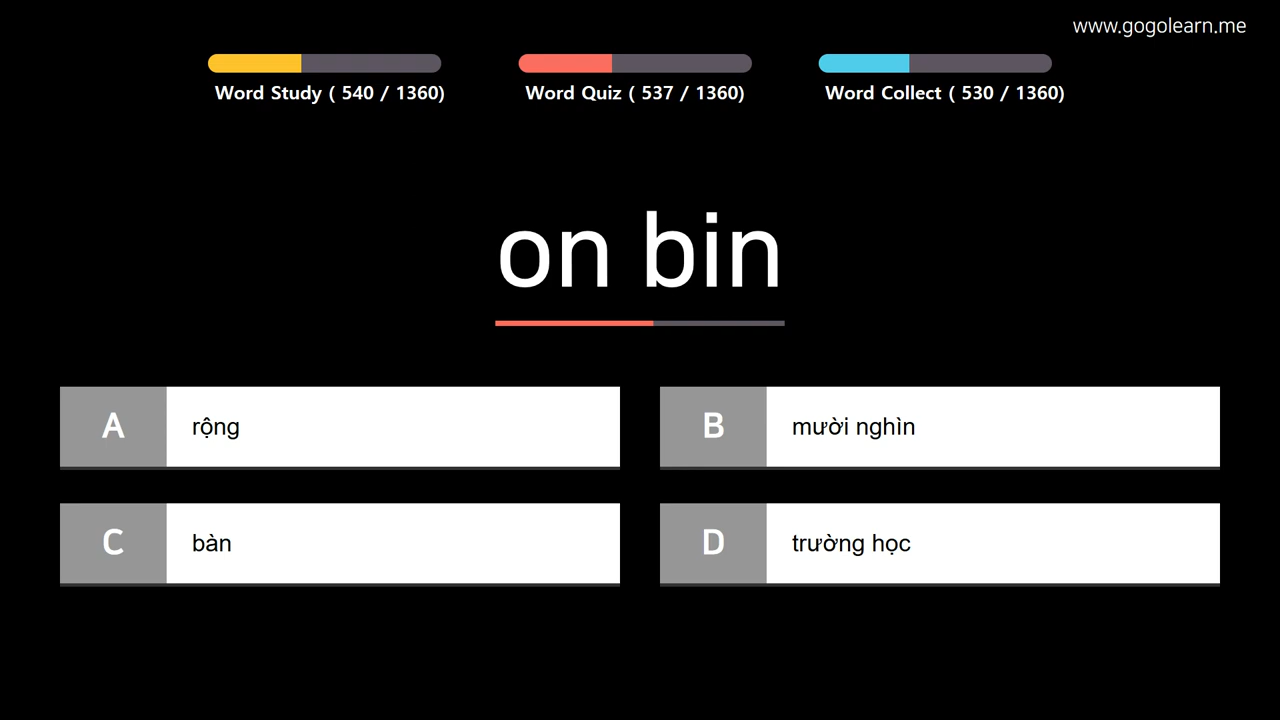 www.gogolearn.me
Word Study ( 540 / 1360)
Word Quiz ( 537 / 1360)
Word Collect ( 530 / 1360)
on bin
A rộng
B mười nghìn
C bàn
D trường học